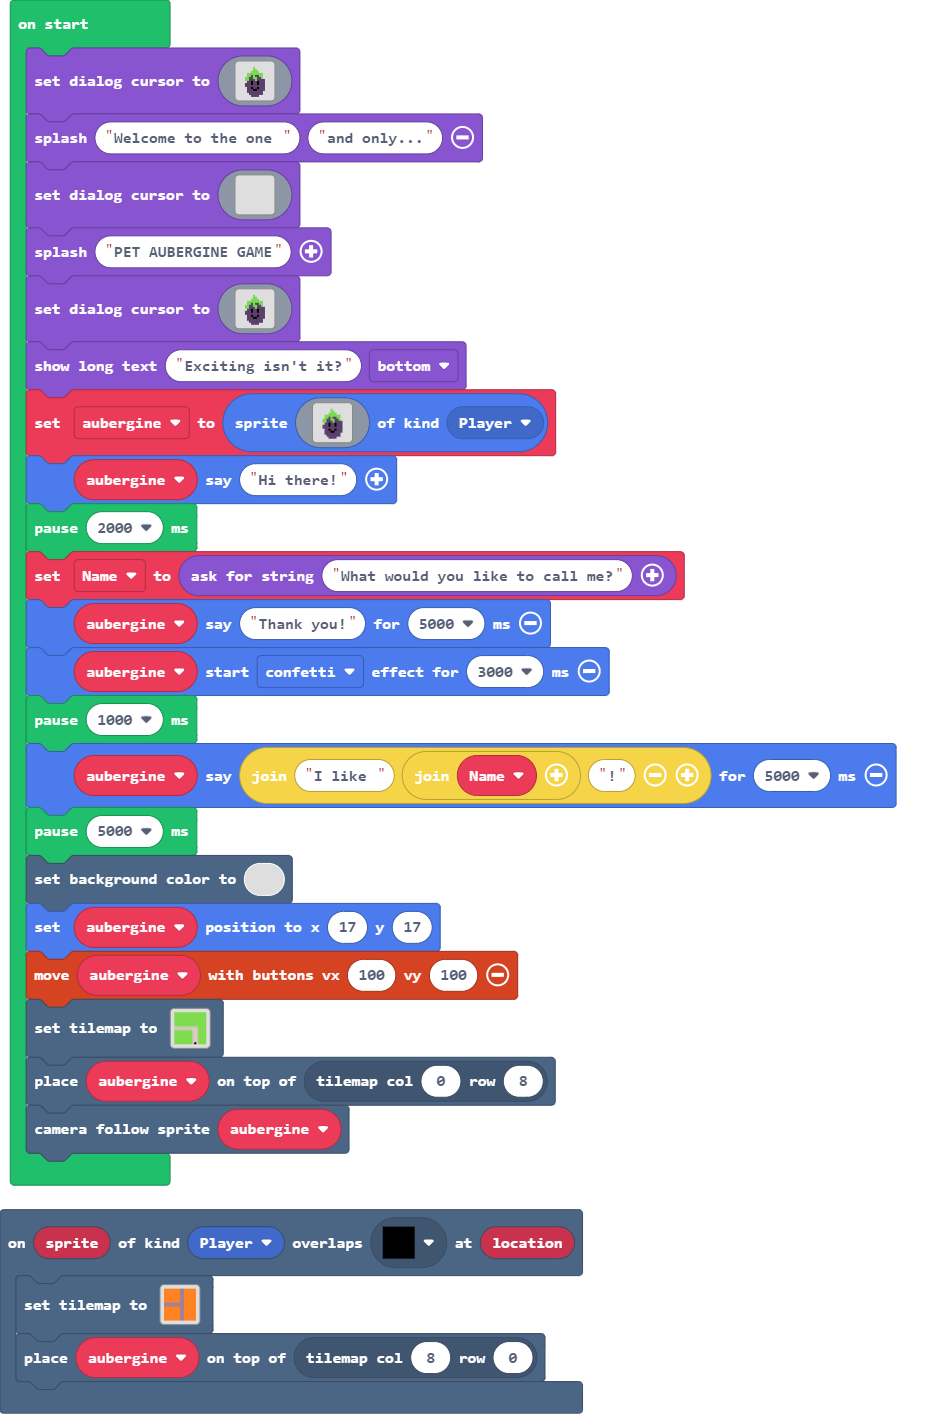 on start
set dialog cursor to
splash "Welcome to the one " "and only..."
set dialog cursor to
splash "PET AUBERGINE GAME"
set dialog cursor to
show long text "Exciting isn't it?" bottom
set aubergine to sprite of kind Player
aubergine say "Hi there!"
pause 2000 ms
set Name to ask for string "What would you like to call me?"
aubergine say "Thank you!" for 5000 ms
aubergine start confetti effect for 3000 ms
pause 1000 ms
aubergine say join "I like " join Name "!" for 5000 ms
pause 5000 ms
set background color to
set aubergine position to x 17 y 17
move aubergine with buttons vx 100 vy 100
set tilemap to
place aubergine on top of tilemap col 0 row 8
camera follow sprite aubergine
on sprite of kind Player overlaps at location
set tilemap to
place aubergine on top of tilemap col 8 row 0